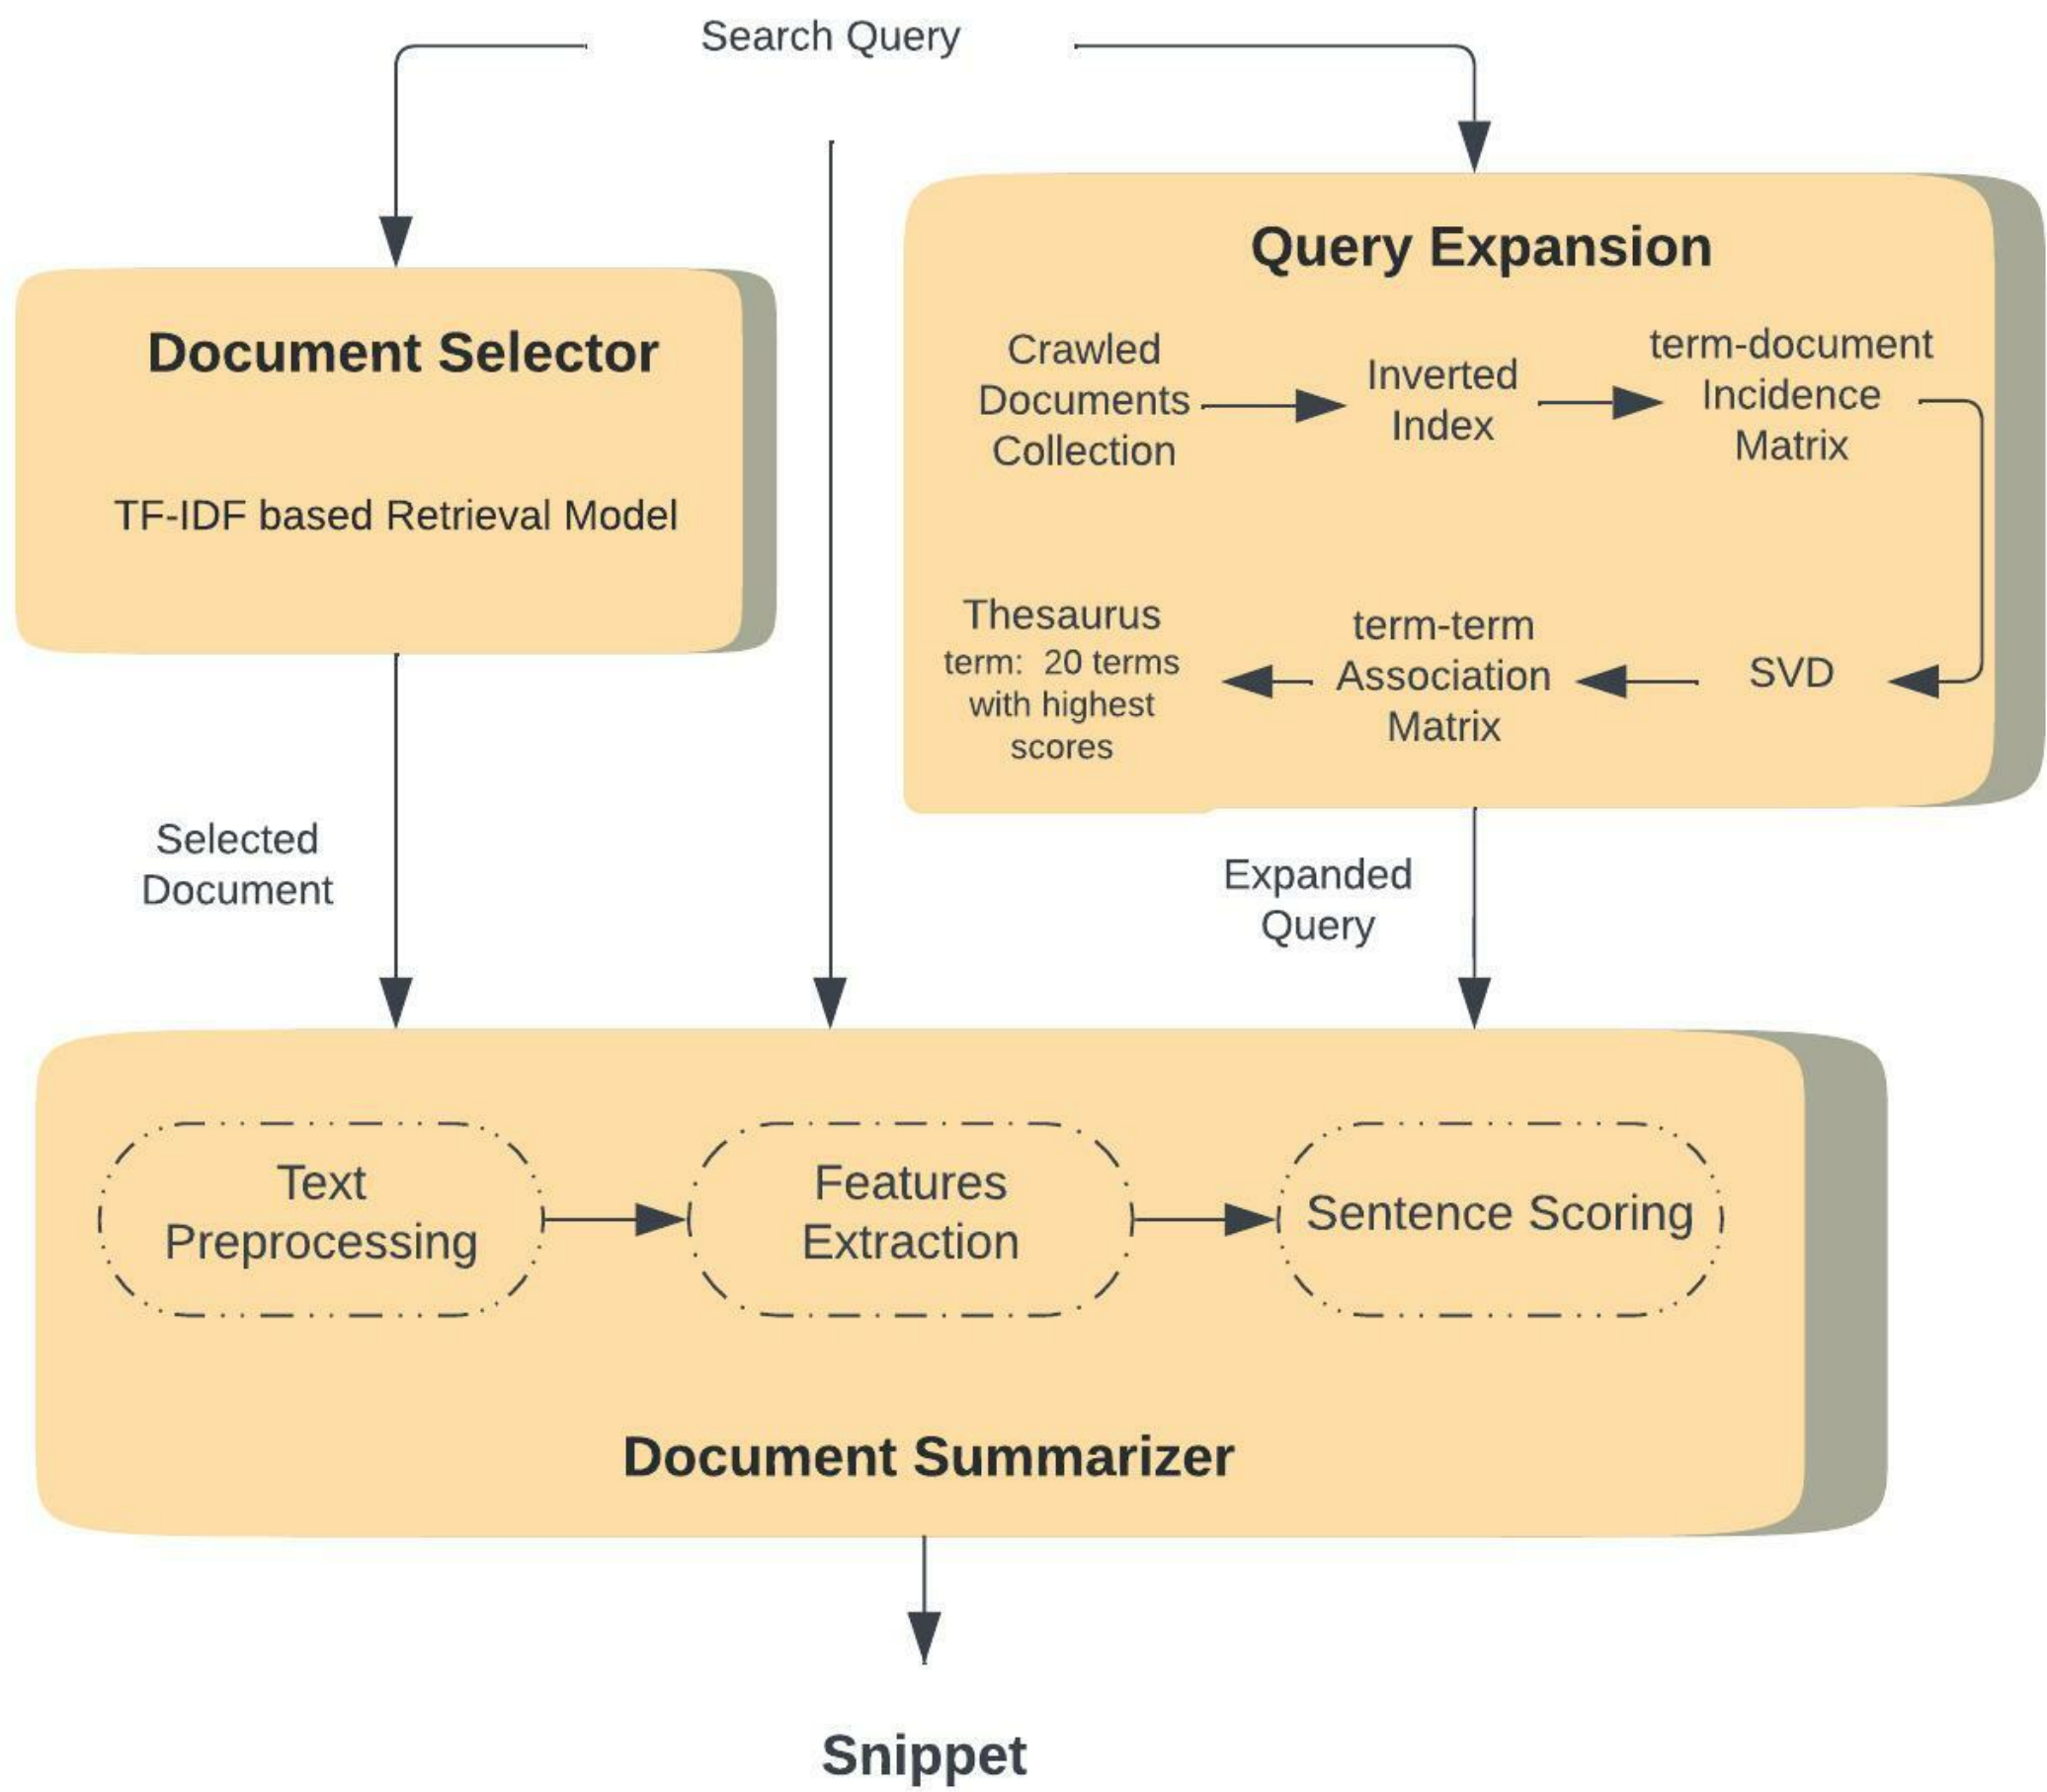 Search Query
Query Expansion
Document Selector
TF-IDF based Retrieval Model
Crawled
Documents
Collection
Inverted
Index
term-document
Incidence
Matrix
SVD
term-term
Association
Matrix
Thesaurus
term:  20 terms
with highest
scores
Selected
Document
Expanded
Query
Text
Preprocessing
Features
Extraction
Sentence Scoring
Document Summarizer
Snippet